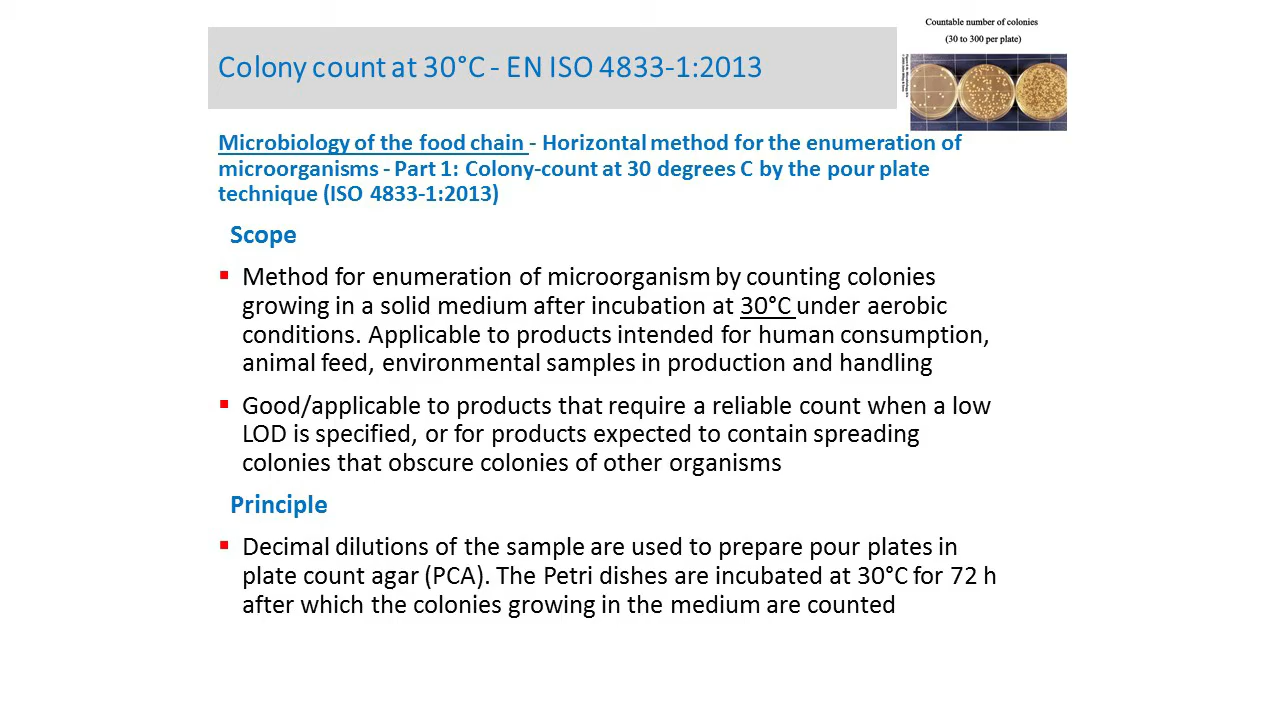 Countable number of colonies
(30 to 300 per plate)
Colony count at 30°C - EN ISO 4833-1:2013
Microbiology of the food chain - Horizontal method for the enumeration of
microorganisms - Part 1: Colony-count at 30 degrees C by the pour plate
technique (ISO 4833-1:2013)
Scope
Method for enumeration of microorganism by counting colonies
growing in a solid medium after incubation at 30°C under aerobic
conditions. Applicable to products intended for human consumption,
animal feed, environmental samples in production and handling
Good/applicable to products that require a reliable count when a low
LOD is specified, or for products expected to contain spreading
colonies that obscure colonies of other organisms
Principle
Decimal dilutions of the sample are used to prepare pour plates in
plate count agar (PCA). The Petri dishes are incubated at 30°C for 72 h
after which the colonies growing in the medium are counted